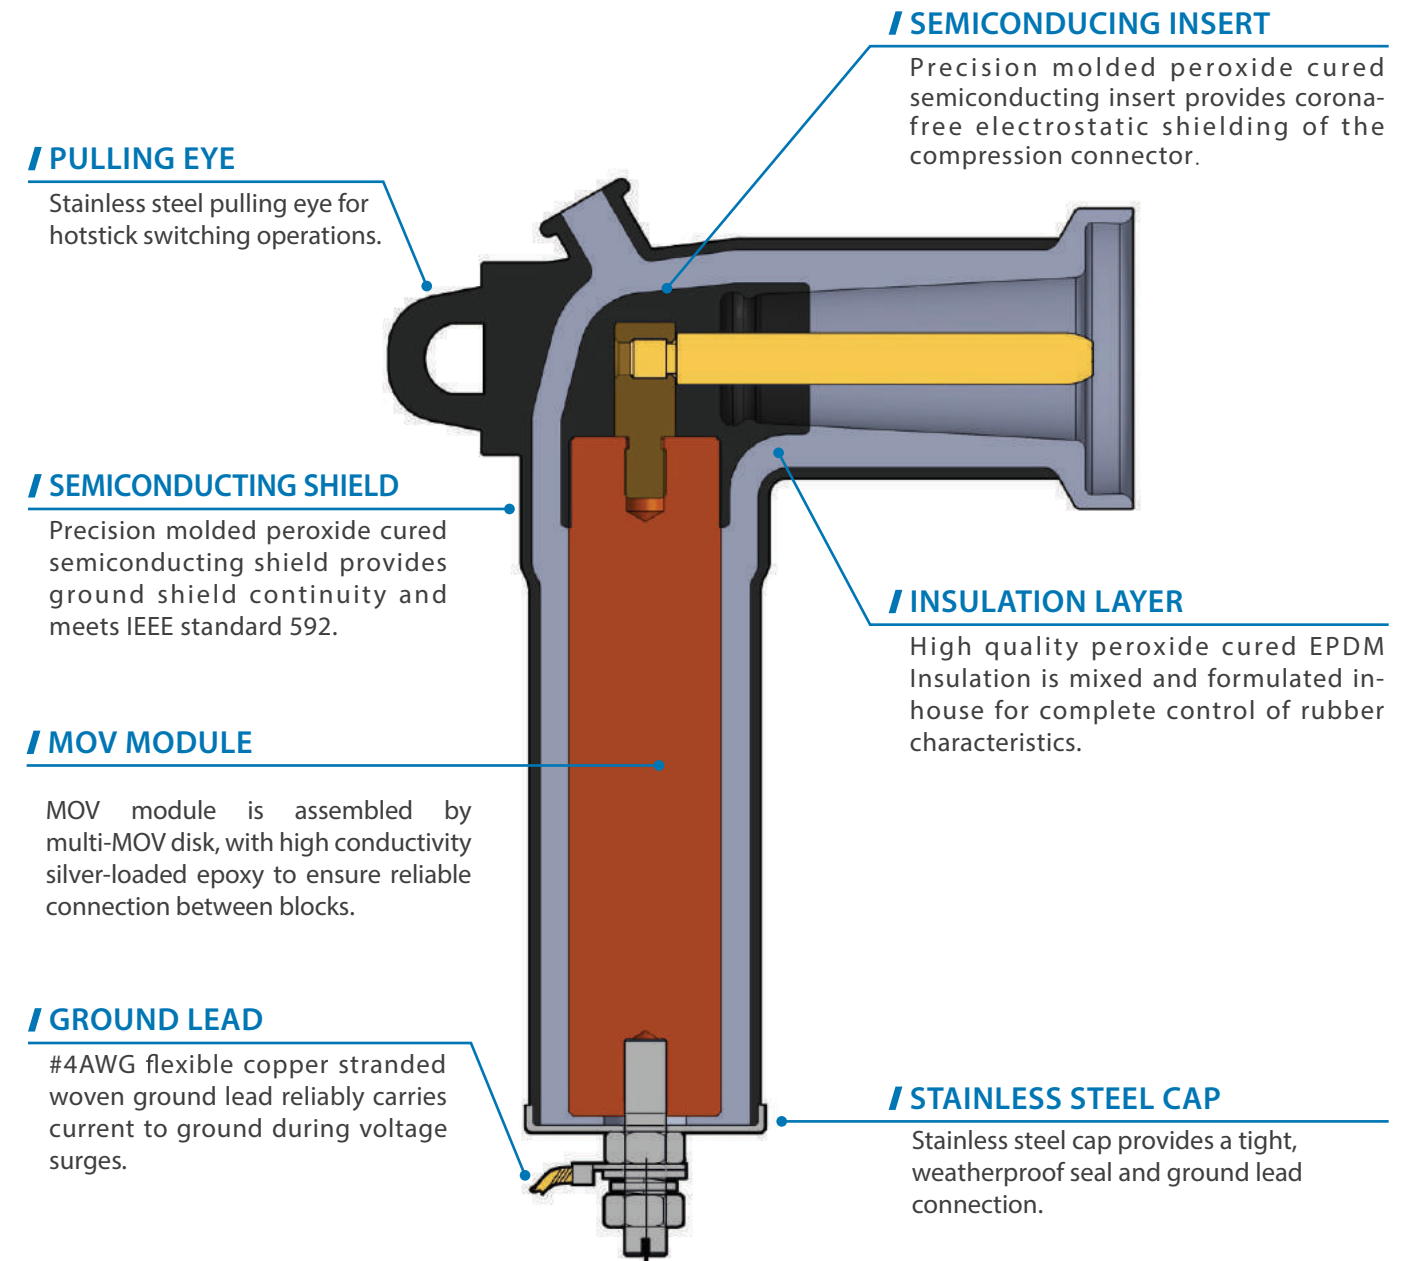 SEMICONDUCING INSERT
Precision molded peroxide cured
semiconducting insert provides corona-
free electrostatic shielding of the
compression connector.
PULLING EYE
Stainless steel pulling eye for
hotstick switching operations.
SEMICONDUCTING SHIELD
Precision molded peroxide cured
semiconducting shield provides
ground shield continuity and
meets IEEE standard 592.
INSULATION LAYER
High quality peroxide cured EPDM
Insulation is mixed and formulated in-
house for complete control of rubber
characteristics.
MOV MODULE
MOV module is assembled by
multi-MOV disk, with high conductivity
silver-loaded epoxy to ensure reliable
connection between blocks.
GROUND LEAD
#4AWG flexible copper stranded
woven ground lead reliably carries
current to ground during voltage
surges.
STAINLESS STEEL CAP
Stainless steel cap provides a tight,
weatherproof seal and ground lead
connection.